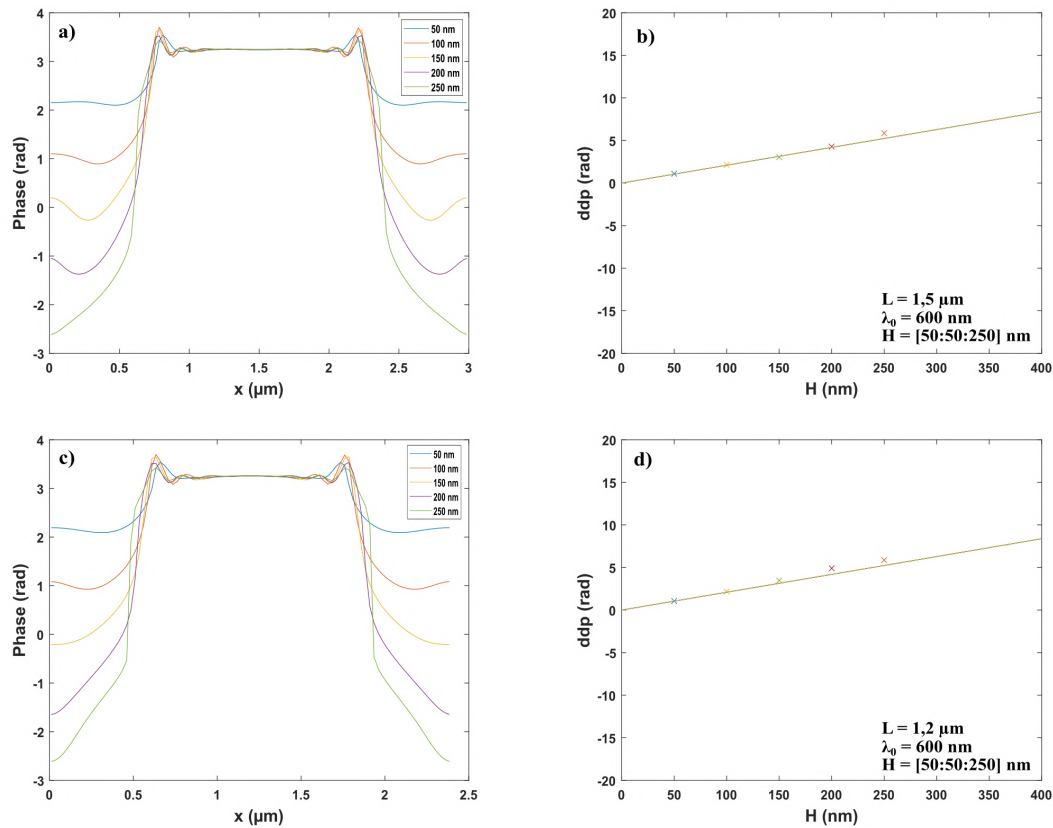 a)
4
3
2
1
0
-1
-2
-3
Phase (rad)
0
0.5
1
1.5
2
2.5
3
x (µm)
50 nm
100 nm
150 nm
200 nm
250 nm
b)
20
15
10
5
0
5
-10
-15
-20
ddp (rad)
0
50
100
150
200
250
300
350
400
H (nm)
L = 1,5 µm
λ0 = 600 nm
H = [50:50:250] nm
c)
4
3
2
1
0
-1
-2
-3
Phase (rad)
0
0.5
1
1.5
2
2.5
x (µm)
50 nm
100 nm
150 nm
200 nm
250 nm
d)
20
15
10
5
0
-5
-10
-15
-20
ddp (rad)
0
50
100
150
200
250
300
350
400
H (nm)
L = 1,2 µm
λ0 = 600 nm
H = [50:50:250] nm